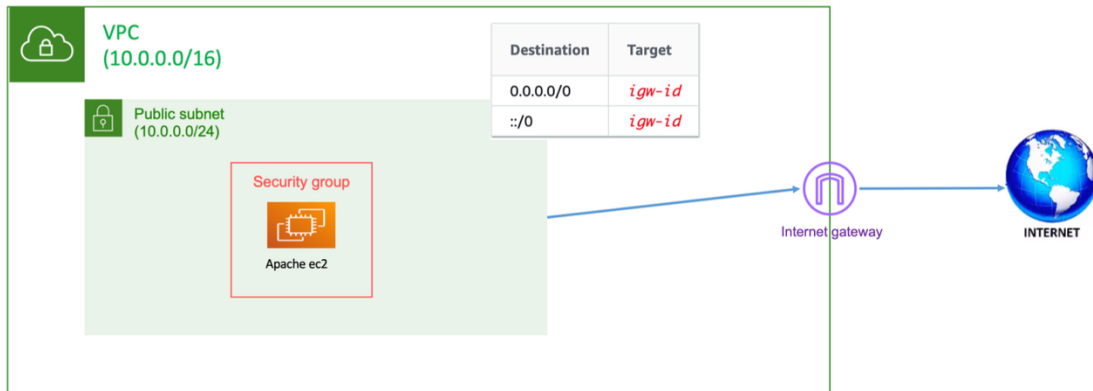 VPC
(10.0.0.0/16)
Destination Target
0.0.0.0/0 igw-id
::/0 igw-id
Public subnet
(10.0.0.0/24)
Security group
Apache ec2
Internet gateway
INTERNET